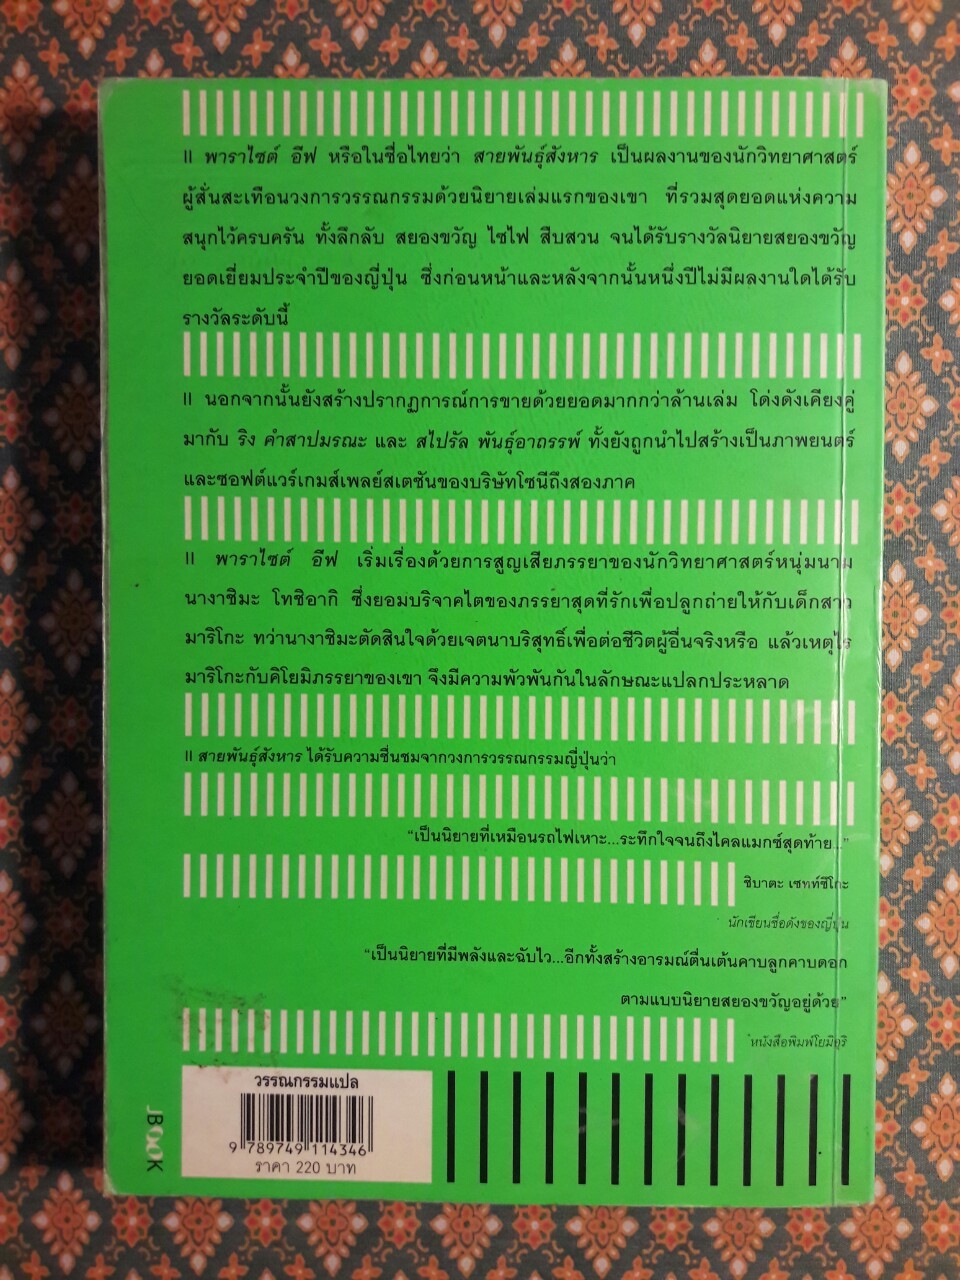 II พาราไซต์ อีฟ หรือในชื่อไทยว่า สายพันธุ์สังหาร เป็นผลงานของนักวิทยาศาสตร์
ผู้สั่นสะเทือนวงการวรรณกรรมด้วยนิยายเล่มแรกของเขา ที่รวมสุดยอดแห่งความ
สนุกไว้ครบครัน ทั้งลึกลับ สยองขวัญ ไซไฟ สืบสวน จนได้รับรางวัลนิยายสยองขวัญ
ยอดเยี่ยมประจำปีของญี่ปุ่น ซึ่งก่อนหน้าและหลังจากนั้นหนึ่งปีไม่มีผลงานใดได้รับ
รางวัลระดับนี้
II นอกจากนั้นยังสร้างปรากฏการณ์การขายด้วยยอดมากกว่าล้านเล่ม โด่งดังเคียงคู่
มากับ ริง คำสาปมรณะ และ สไปรัล พันธุ์อาถรรพ์ ทั้งยังถูกนำไปสร้างเป็นภาพยนตร์
และซอฟต์แวร์เกมส์เพลย์สเตชันของบริษัทโซนีถึงสองภาค
II พาราไซต์ อีฟ เริ่มเรื่องด้วยการสูญเสียภรรยาของนักวิทยาศาสตร์หนุ่มนาม
นางาชิมะ โทชิอากิ ซึ่งยอมบริจาคไตของภรรยาสุดที่รักเพื่อปลูกถ่ายให้กับเด็กสาว
มาริโกะ ทว่านางาชิมะตัดสินใจด้วยเจตนาบริสุทธิ์เพื่อต่อชีวิตผู้อื่นจริงหรือ แล้วเหตุไร
มาริโกะกับคิโยมิภรรยาของเขา จึงมีความพัวพันกันในลักษณะแปลกประหลาด
II สายพันธุ์สังหาร ได้รับความชื่นชมจากวงการวรรณกรรมญี่ปุ่นว่า
“เป็นนิยายที่เหมือนรถไฟเหาะ...ระทึกใจจนถึงไคลแมกซ์สุดท้าย...”
ชิบาตะ เซทท์ซึโกะ
นักเขียนชื่อดังของญี่ปุ่น
“เป็นนิยายที่มีพลังและฉับไว...อีกทั้งสร้างอารมณ์ตื่นเต้นคาบลูกคาบดอก
ตามแบบนิยายสยองขวัญอยู่ด้วย”
หนังสือพิมพ์โยมิอุริ
วรรณกรรมแปล
9 789749 114346
ราคา 220 บาท
JBOOK